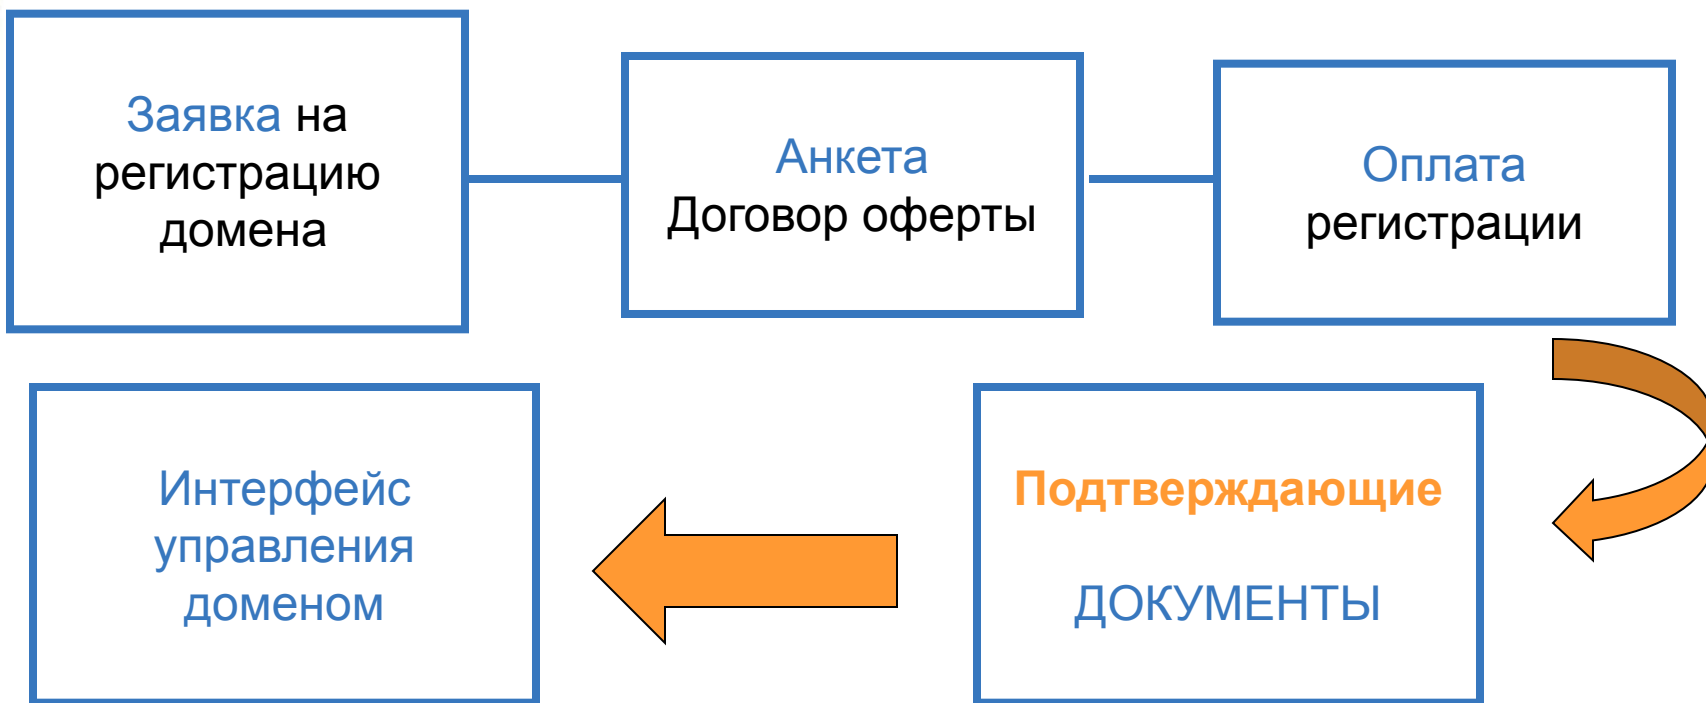 Заявка на
регистрацию
домена
Анкета
Договор оферты
Оплата
регистрации
Интерфейс
управления
доменом
Подтверждающие
ДОКУМЕНТЫ